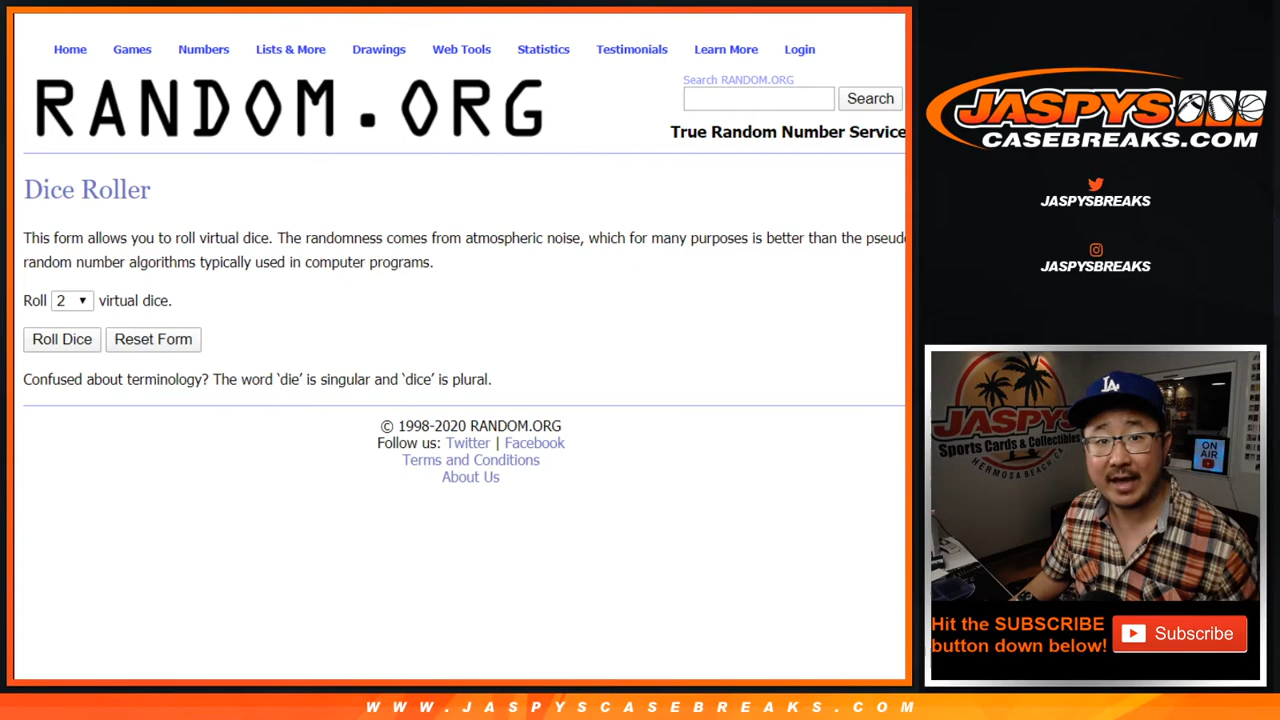 Home Games Numbers Lists & More Drawings Web Tools Statistics Testimonials Learn More Login
RANDOM.ORG
Search RANDOM.ORG
Search
True Random Number Service
Dice Roller
This form allows you to roll virtual dice. The randomness comes from atmospheric noise, which for many purposes is better than the pseudo
random number algorithms typically used in computer programs.
Roll 2 virtual dice.
Roll Dice Reset Form
Confused about terminology? The word ‘die’ is singular and ‘dice’ is plural.
© 1998-2020 RANDOM.ORG
Follow us: Twitter | Facebook
Terms and Conditions
About Us
JASPYS
CASEBREAKS.COM
JASPYSBREAKS
JASPYSBREAKS
JASPYS
Sports Cards & Collectibles
HERMOSA BEACH CA
LA
ON
AIR
Hit the SUBSCRIBE
button down below!
Subscribe
WWW.JASPYSCASEBREAKS.COM